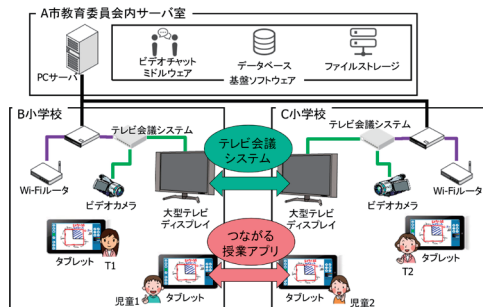 A市教育委員会内サーバ室
PCサーバ
ビデオチャット
ミドルウェア
データベース
ファイルストレージ
基盤ソフトウェア
B小学校
テレビ会議システム
Wi-Fiルータ
ビデオカメラ
大型テレビ
ディスプレイ
タブレット
T1
児童1
タブレット
テレビ会議
システム
つながる
授業アプリ
C小学校
テレビ会議システム
大型テレビ
ディスプレイ
ビデオカメラ
Wi-Fiルータ
タブレット
T2
タブレット
児童2